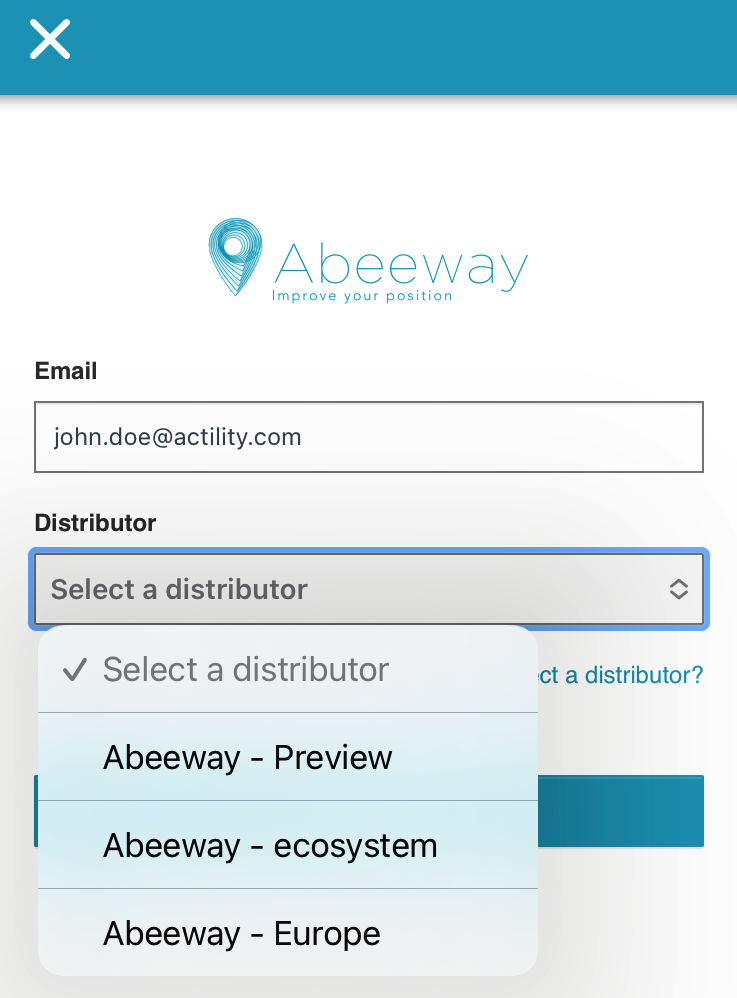 Abeeway
Improve your position
Email
john.doe@actility.com
Distributor
Select a distributor
Select a distributor
a distributor?
Abeeway - Preview
Abeeway - ecosystem
Abeeway - Europe